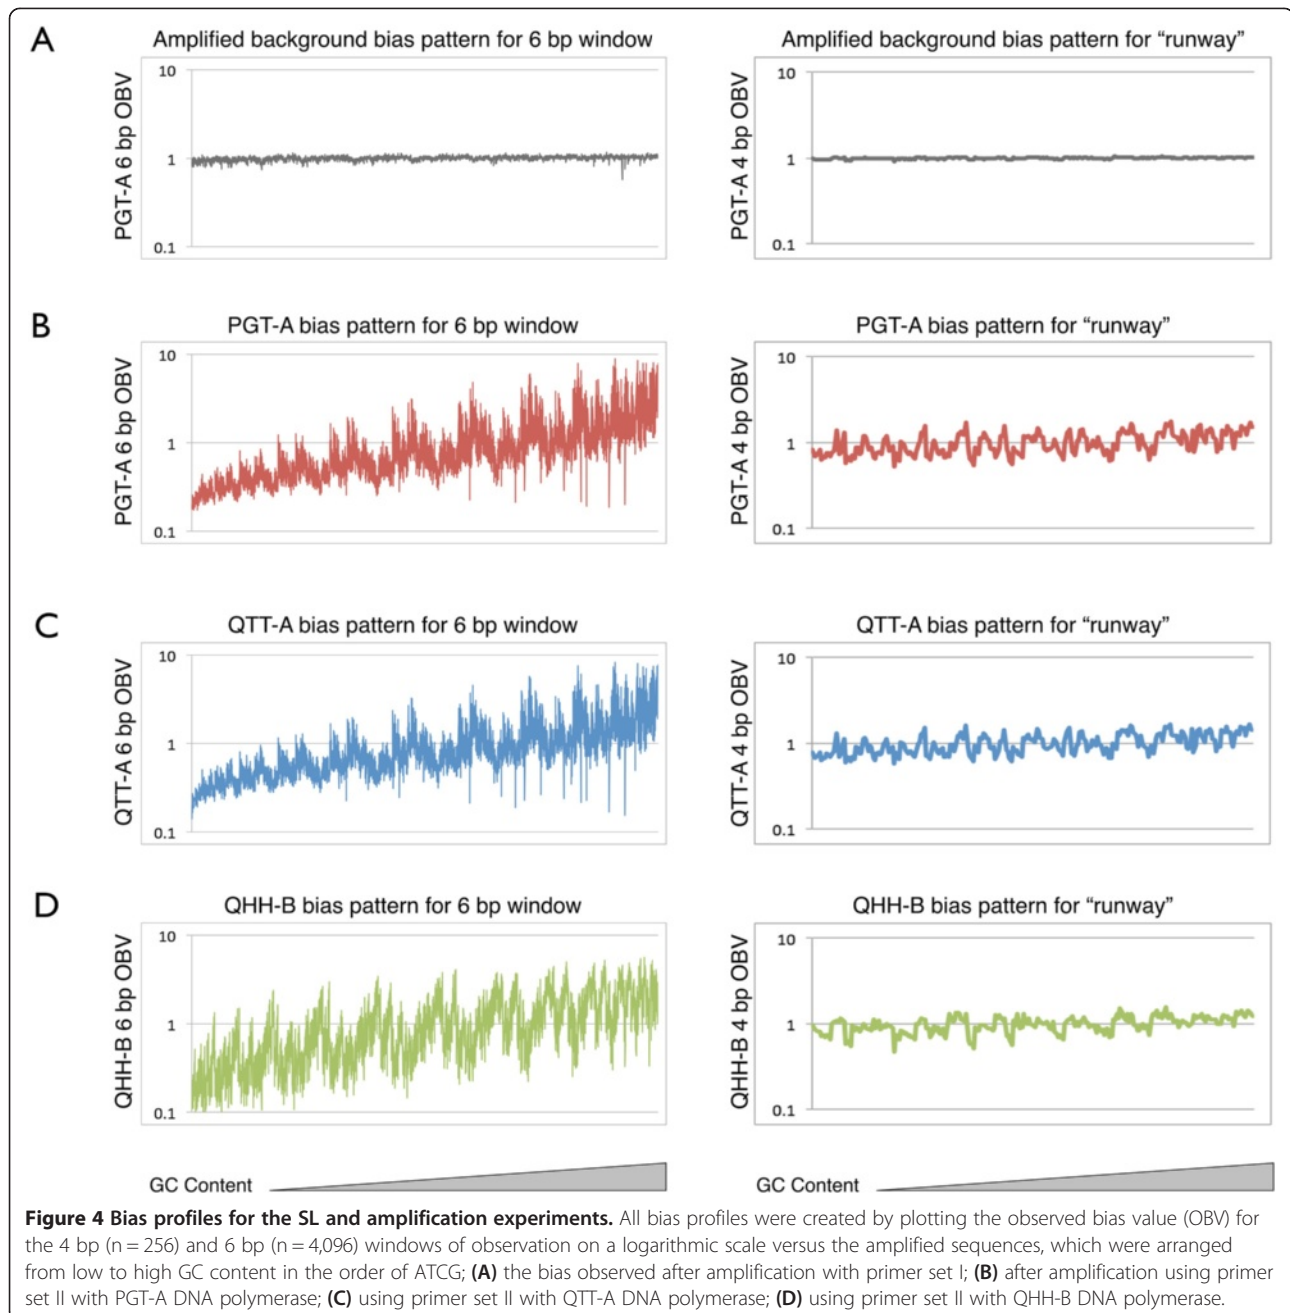 A
Amplified background bias pattern for 6 bp window
PGT-A 6 bp OBV
10
1
0.1
Amplified background bias pattern for “runway”
PGT-A 4 bp OBV
10
1
0.1
B
PGT-A bias pattern for 6 bp window
PGT-A 6 bp OBV
10
1
0.1
PGT-A bias pattern for “runway”
PGT-A 4 bp OBV
10
1
0.1
C
QTT-A bias pattern for 6 bp window
QTT-A 6 bp OBV
10
1
0.1
QTT-A bias pattern for “runway”
QTT-A 4 bp OBV
10
1
0.1
D
QHH-B bias pattern for 6 bp window
QHH-B 6 bp OBV
10
1
0.1
QHH-B bias pattern for “runway”
QHH-B 4 bp OBV
10
1
0.1
GC Content
GC Content
Figure 4 Bias profiles for the SL and amplification experiments. All bias profiles were created by plotting the observed bias value (OBV) for
the 4 bp (n = 256) and 6 bp (n = 4,096) windows of observation on a logarithmic scale versus the amplified sequences, which were arranged
from low to high GC content in the order of ATCG; (A) the bias observed after amplification with primer set I; (B) after amplification using primer
set II with PGT-A DNA polymerase; (C) using primer set II with QTT-A DNA polymerase; (D) using primer set II with QHH-B DNA polymerase.